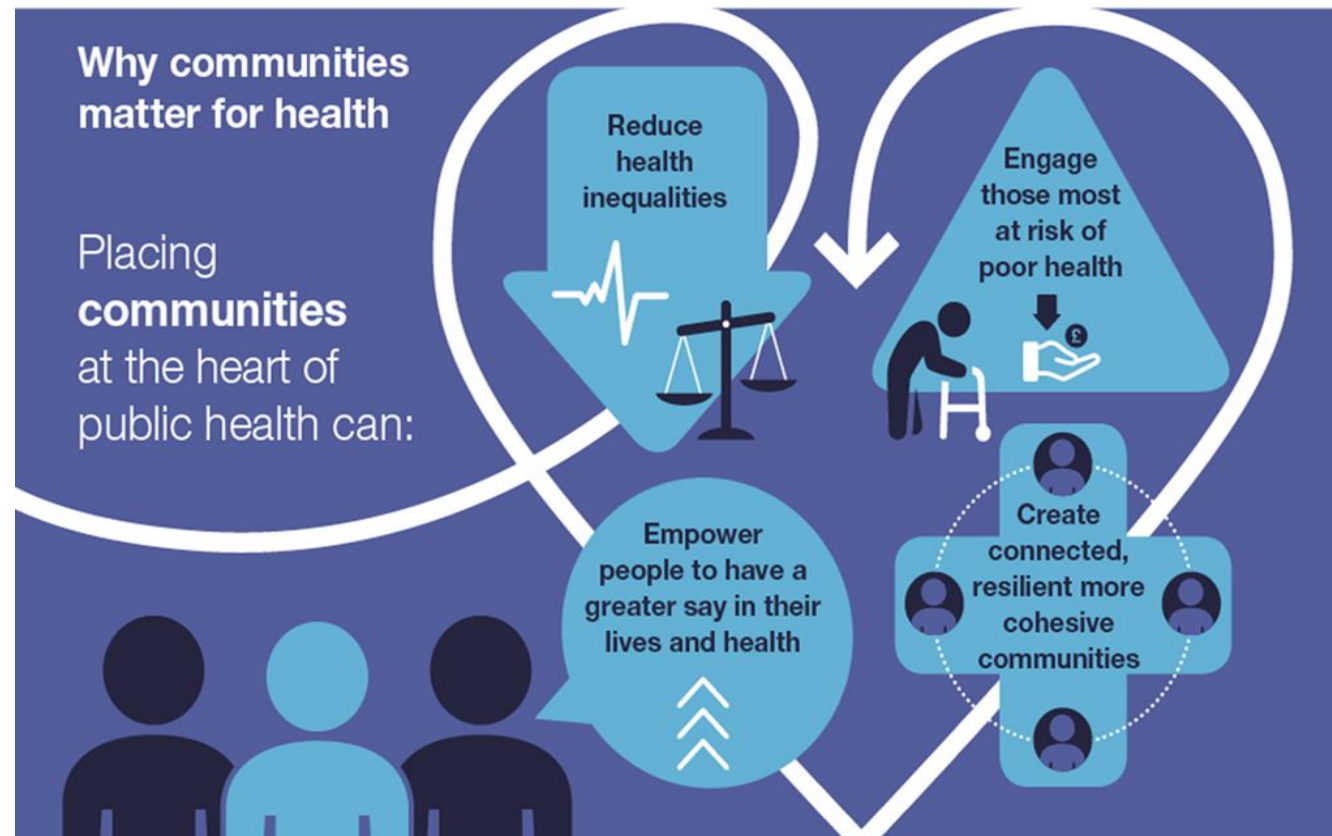 Why communities
matter for health
Placing
communities
at the heart of
public health can:
Reduce
health
inequalities
Engage
those most
at risk of
poor health
£
Empower
people to have a
greater say in their
lives and health
Create
connected,
resilient more
cohesive
communities